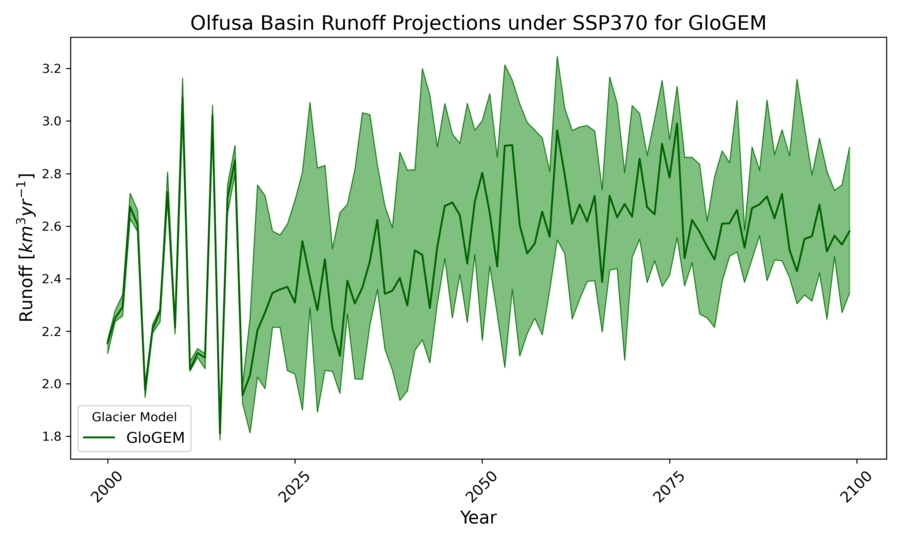 Olfusa Basin Runoff Projections under SSP370 for GloGEM
3.2
3.0
2.8
2.6
2.4
2.2
2.0
1.8
Runoff [km³yr⁻¹]
Glacier Model
GloGEM
2000
2025
2050
2075
2100
Year